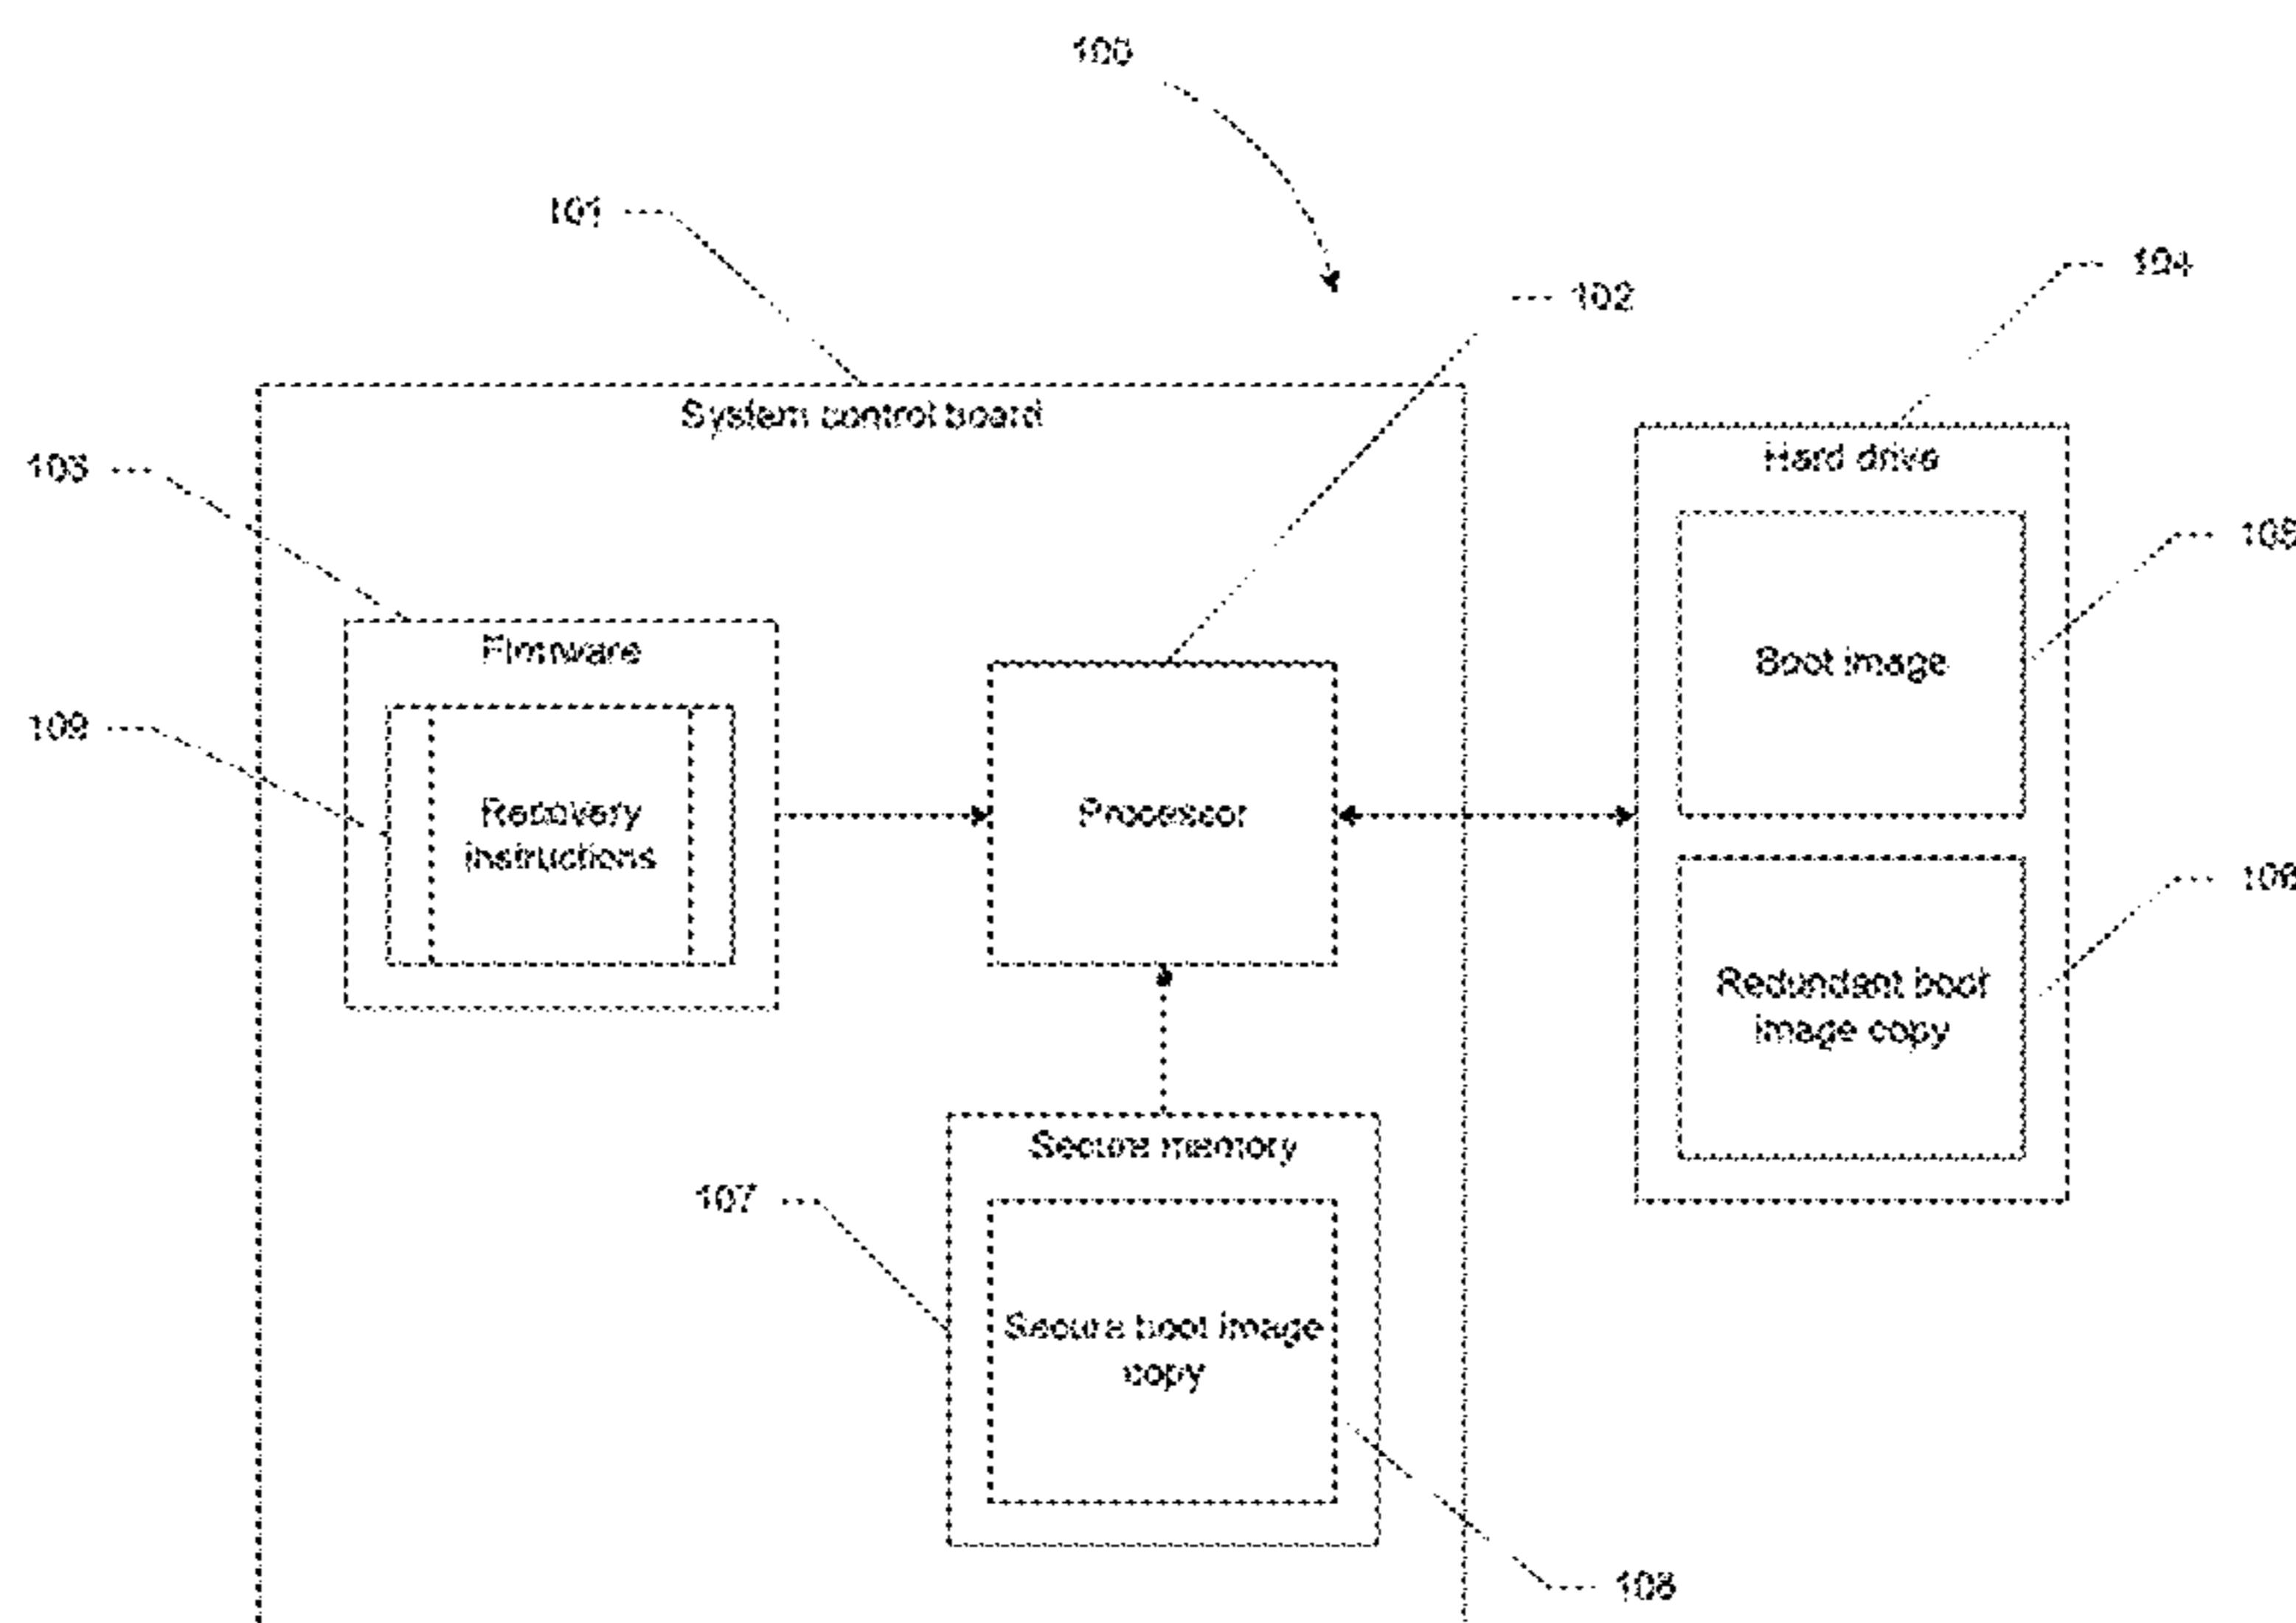 100
101
102
104
System control board
Hard drive
103
105
Firmware
Boot image
109
Recovery
instructions
Processor
106
Redundant boot
image copy
Secure memory
107
Secure boot image
copy
108